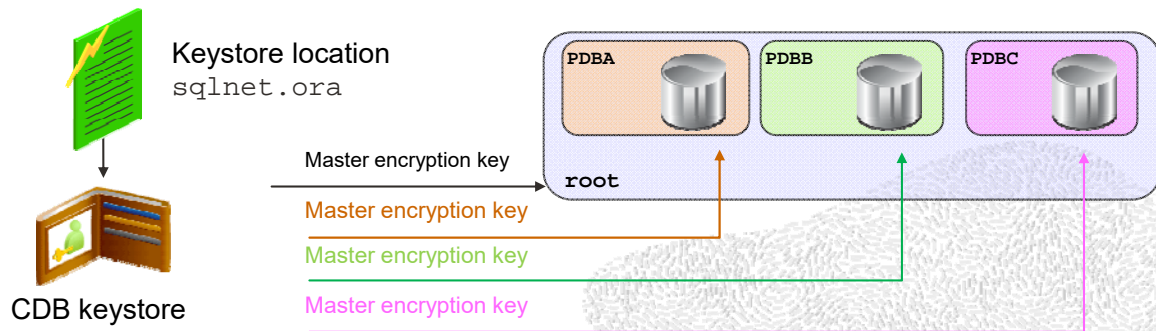 Keystore location
sqlnet.ora
CDB keystore
Master encryption key
Master encryption key
Master encryption key
Master encryption key
PDBA
PDBB
PDBC
root